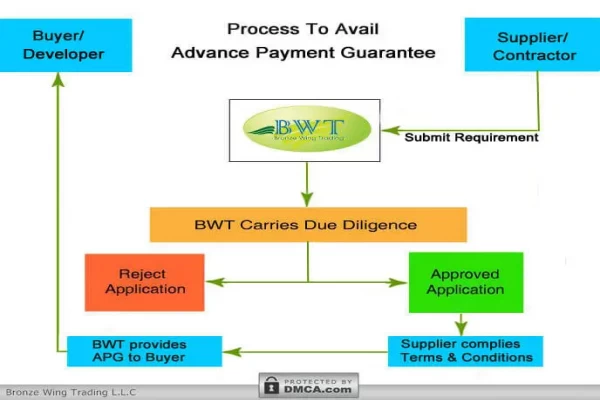 Buyer/
Developer
Process To Avail
Advance Payment Guarantee
Supplier/
Contractor
BWT
Bronze Wing Trading
Submit Requirement
BWT Carries Due Diligence
Reject
Application
Approved
Application
BWT provides
APG to Buyer
Supplier complies
Terms & Conditions
Bronze Wing Trading L.L.C
PROTECTED BY
DMCA.com